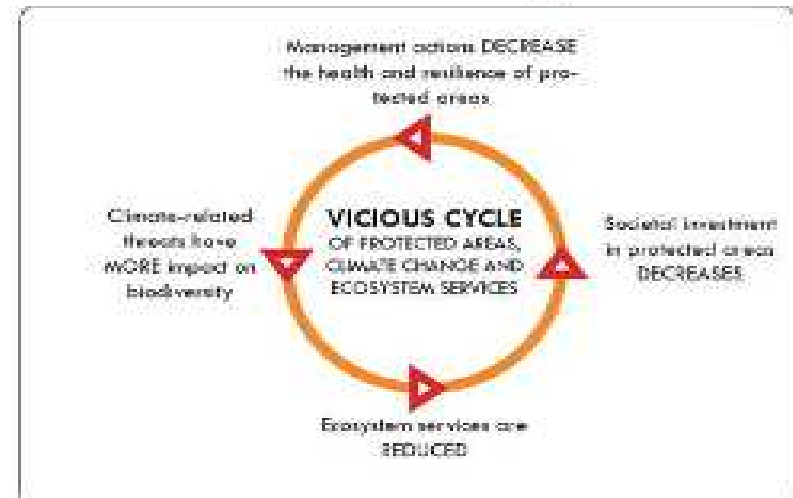 Management actions DECREASE
the health and resilience of pro-
tected areas
Climate-related
threats have
MORE impact on
biodiversity
VICIOUS CYCLE
OF PROTECTED AREAS,
CLIMATE CHANGE AND
ECOSYSTEM SERVICES
Societal investment
in protected areas
DECREASES
Ecosystem services are
REDUCED